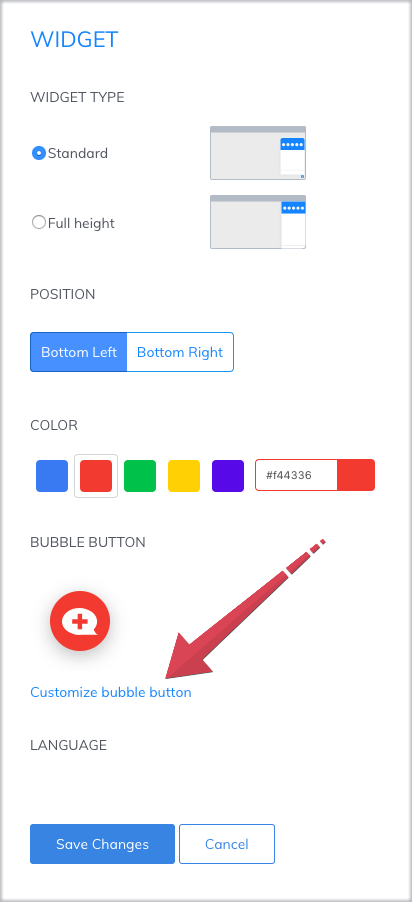 WIDGET
WIDGET TYPE
Standard
Full height
POSITION
Bottom Left Bottom Right
COLOR
#f44336
BUBBLE BUTTON
Customize bubble button
LANGUAGE
Save Changes Cancel